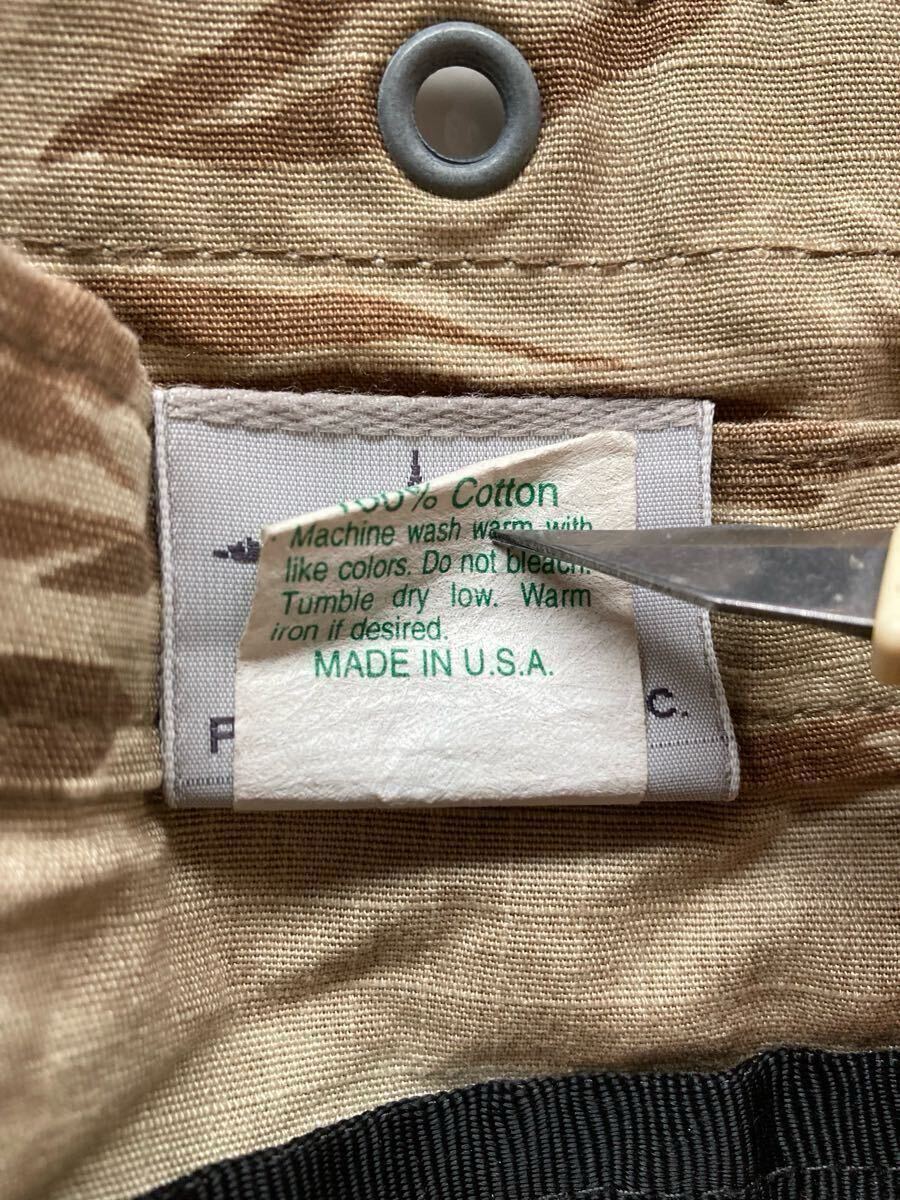 100% Cotton
Machine wash warm with
like colors. Do not bleach.
Tumble dry low. Warm
iron if desired.
MADE IN U.S.A.
P C.